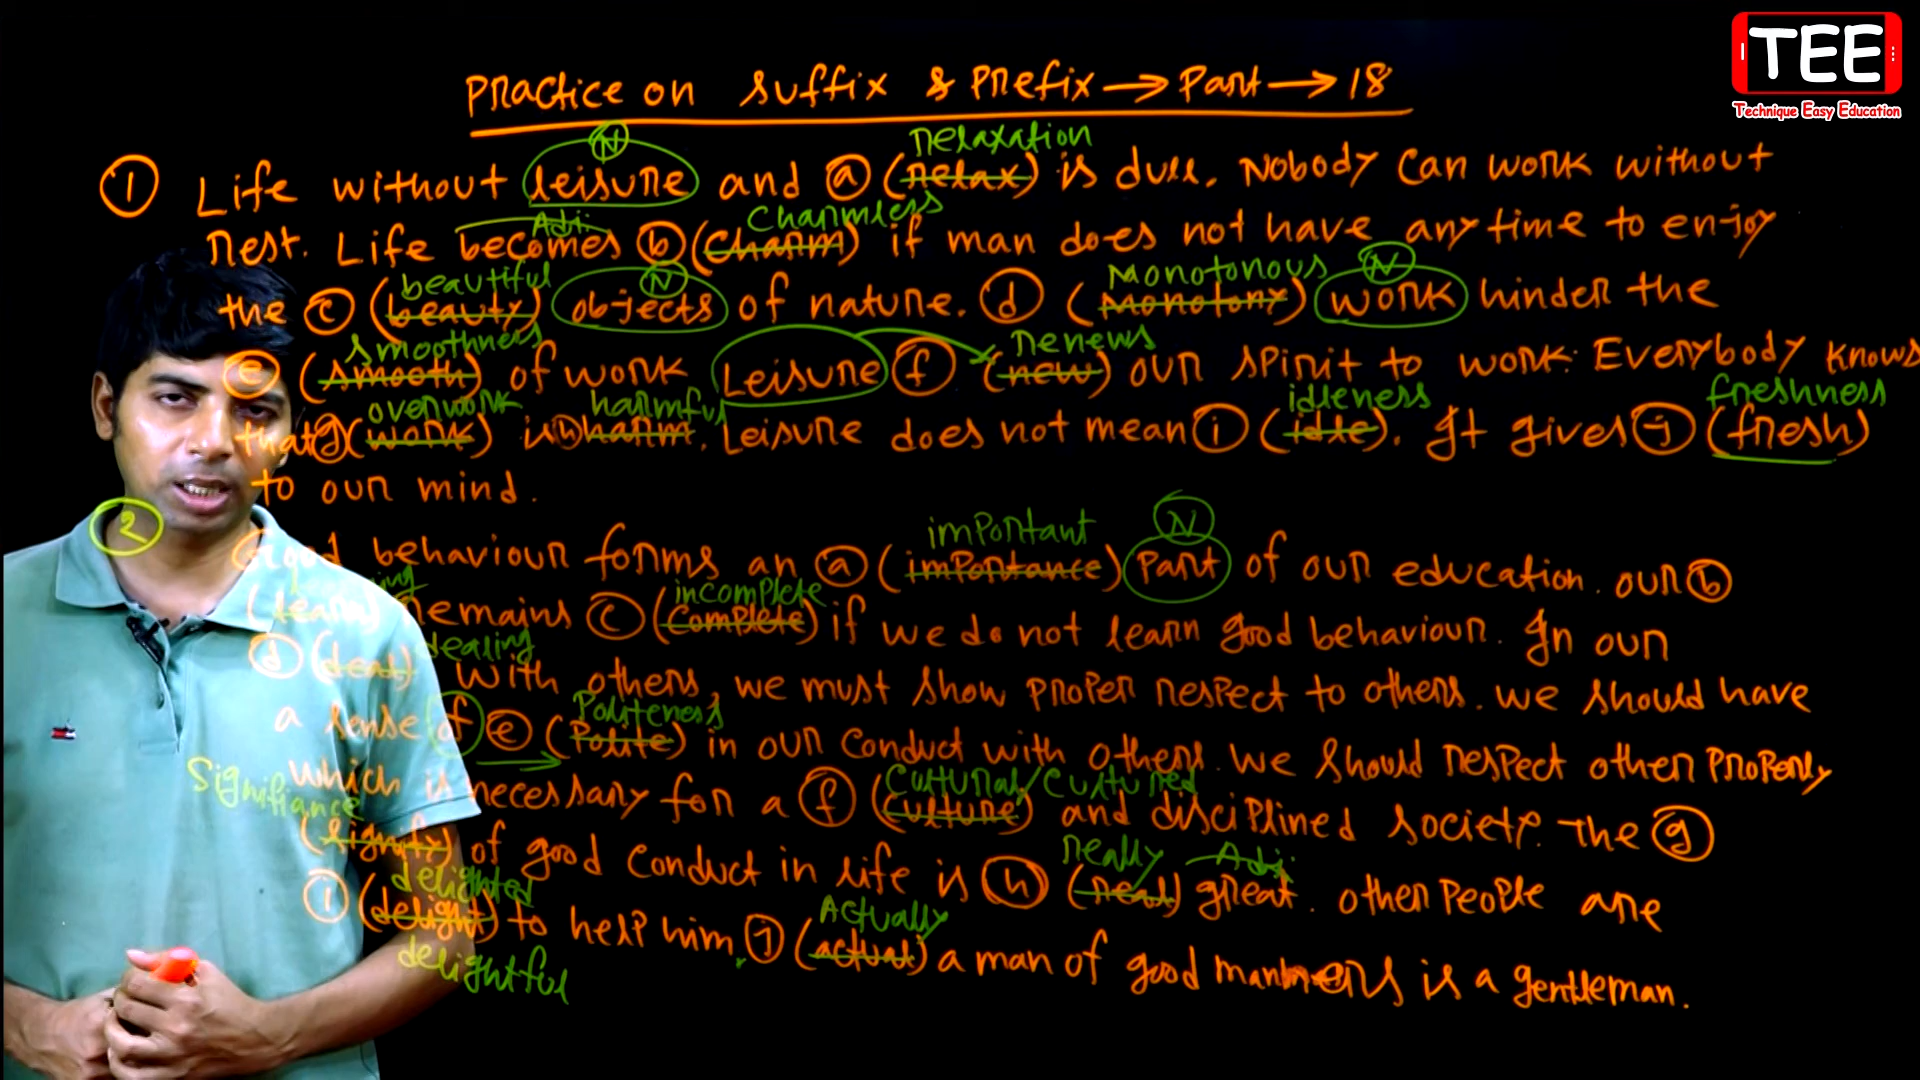 TEE
Technique Easy Education
Practice on suffix & Prefix → Part → 18
N relaxation
① Life without leisure and ⓐ (relax) is dull. Nobody can work without
Adj. Charmless
rest. Life becomes ⓑ (charm) if man does not have any time to enjoy
beautiful N Monotonous N
the ⓒ (beauty) objects of nature. ⓓ (Monotony) work hinder the
smoothness renews
ⓔ (smooth) of work Leisure ⓕ (new) our spirit to work. Everybody knows
overwork harmful idleness freshness
that ⓖ (work) is ⓗ harm. Leisure does not mean ⓘ (idle). It gives ⓙ (fresh)
to our mind.
important N
② Good behaviour forms an ⓐ (importance) Part of our education. our ⓑ
incomplete
(learn) remains ⓒ (complete) if we do not learn good behaviour. In our
dealing
ⓓ (deal) with others, we must show proper respect to others. we should have
Politeness
a sense of ⓔ (Polite) in our conduct with others. we should respect other properly
Signifiance Cultural/Cultured
which is necessary for a ⓕ (culture) and disciplined society. The ⓖ
really Adj.
(signify) of good conduct in life is ⓗ (real) great. other people are
delighted Actually
ⓘ (delight) to help him. ⓙ (actual) a man of good manners is a gentleman.
delightful